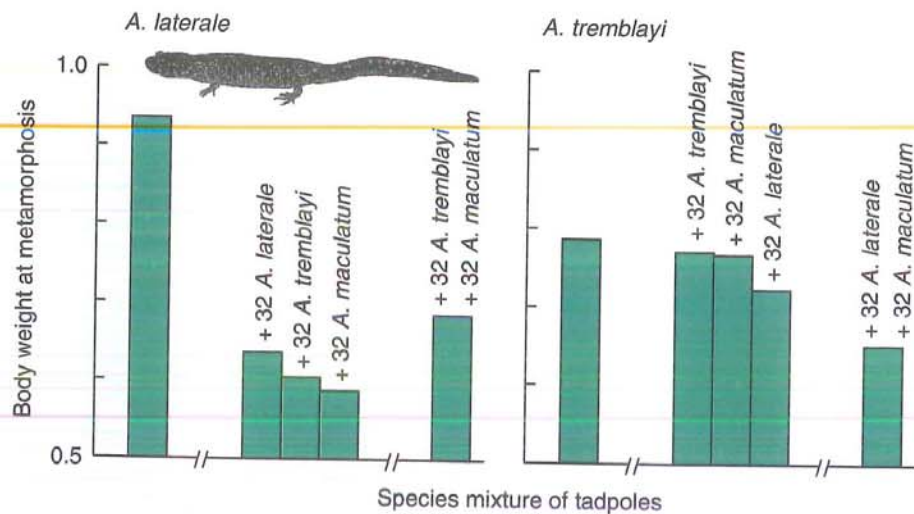 A. laterale
A. tremblayi
1.0
0.5
Body weight at metamorphosis
+ 32 A. laterale
+ 32 A. tremblayi
+ 32 A. maculatum
+ 32 A. tremblayi
+ 32 A. maculatum
+ 32 A. tremblayi
+ 32 A. maculatum
+ 32 A. laterale
+ 32 A. laterale
+ 32 A. maculatum
Species mixture of tadpoles